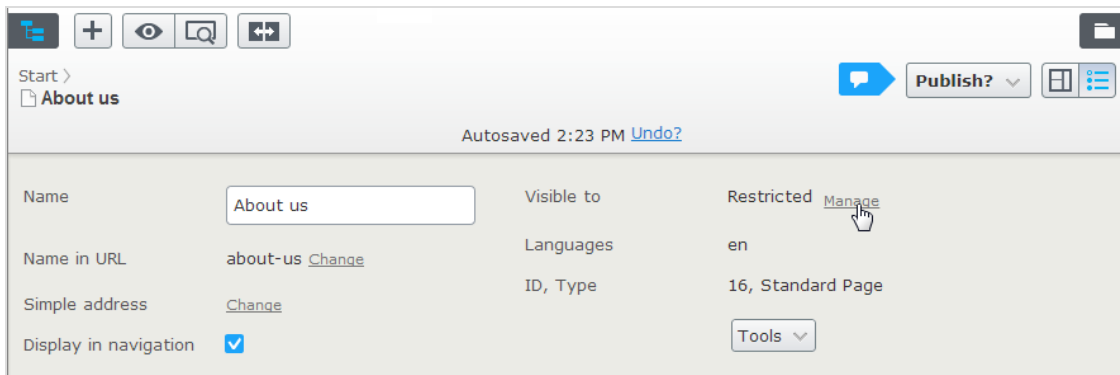 Start
About us
Publish?
Autosaved 2:23 PM Undo?
Name
About us
Name in URL
about-us Change
Simple address
Change
Display in navigation
Visible to
Restricted Manage
Languages
en
ID, Type
16, Standard Page
Tools